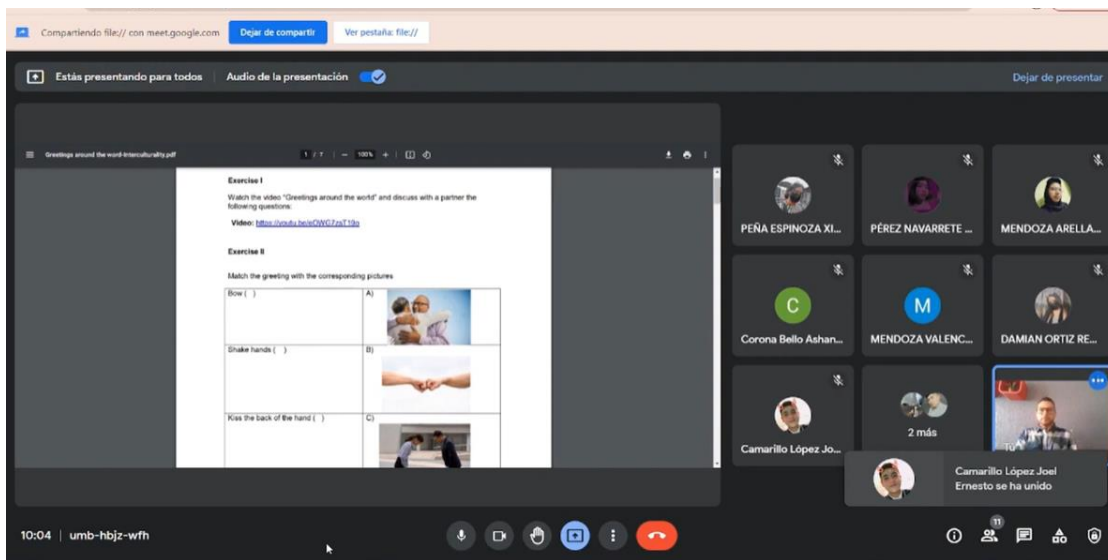 Compartiendo file:// con meet.google.com
Dejar de compartir
Ver pestaña: file://
Estás presentando para todos
Audio de la presentación
Dejar de presentar
Greetings around the word-Interculturality.pdf
1 / 7
100%
Exercise I
Watch the video "Greetings around the world" and discuss with a partner the
following questions:
Video:
Exercise II
Match the greeting with the corresponding pictures
Bow ( )
A)
Shake hands ( )
B)
Kiss the back of the hand ( )
C)
PEÑA ESPINOZA XI...
PÉREZ NAVARRETE ...
MENDOZA ARELLA...
C
Corona Bello Ashan...
M
MENDOZA VALENC...
DAMIAN ORTIZ RE...
Camarillo López Jo...
2 más
Tú
Camarillo López Joel
Ernesto se ha unido
10:04 | umb-hbjz-wfh
11